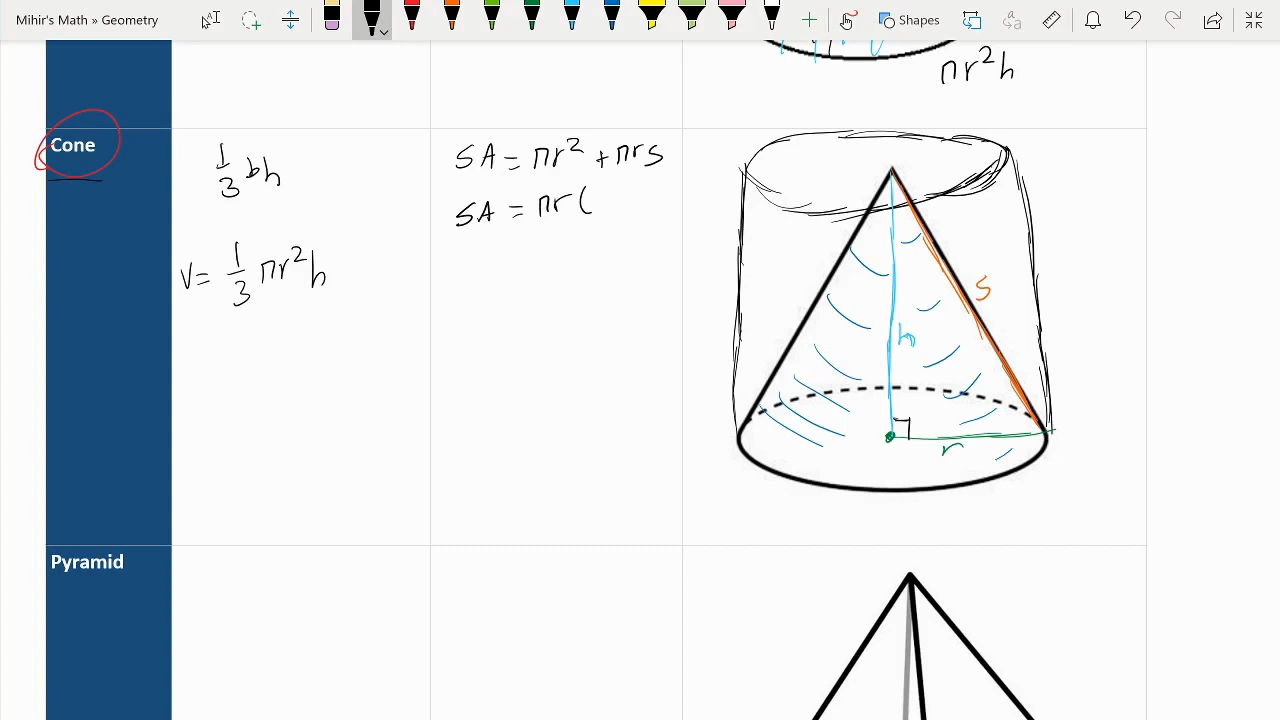 Mihir's Math » Geometry
Shapes
πr²h
Cone
1/3 bh
SA = πr² + πrs
SA = πr (
V = 1/3 πr²h
s
h
r
Pyramid